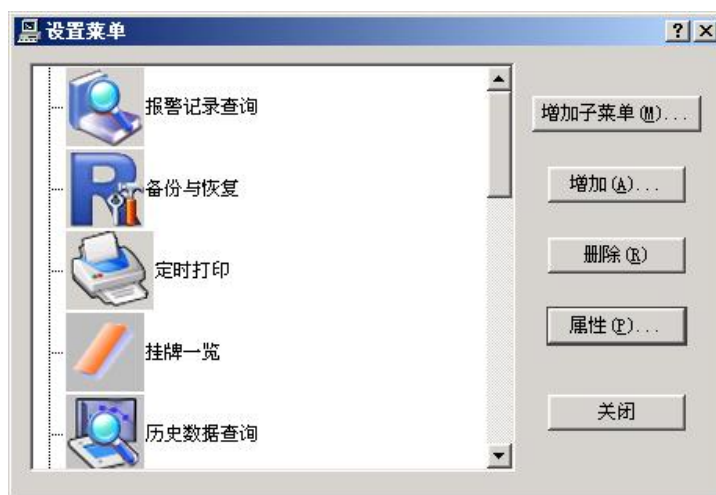 设置菜单
报警记录查询
备份与恢复
定时打印
挂牌一览
历史数据查询
增加子菜单(M)...
增加(A)...
删除(R)
属性(P)...
关闭